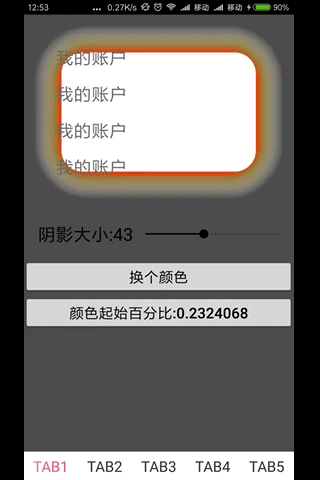 12:53 ... 0.27K/s 移动 移动 90%
我的账户
我的账户
我的账户
我的账户
阴影大小:43
换个颜色
颜色起始百分比:0.2324068
TAB1 TAB2 TAB3 TAB4 TAB5